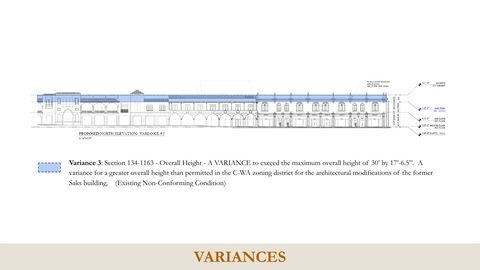 PROPOSED NORTH ELEVATION: VARIANCE #3
Variance 3: Section 134-1163 - Overall Height - A VARIANCE to exceed the maximum overall height of 30' by 17'-6.5". A
variance for a greater overall height than permitted in the C-WA zoning district for the architectural modifications of the former
Saks building. (Existing Non-Conforming Condition)
VARIANCES